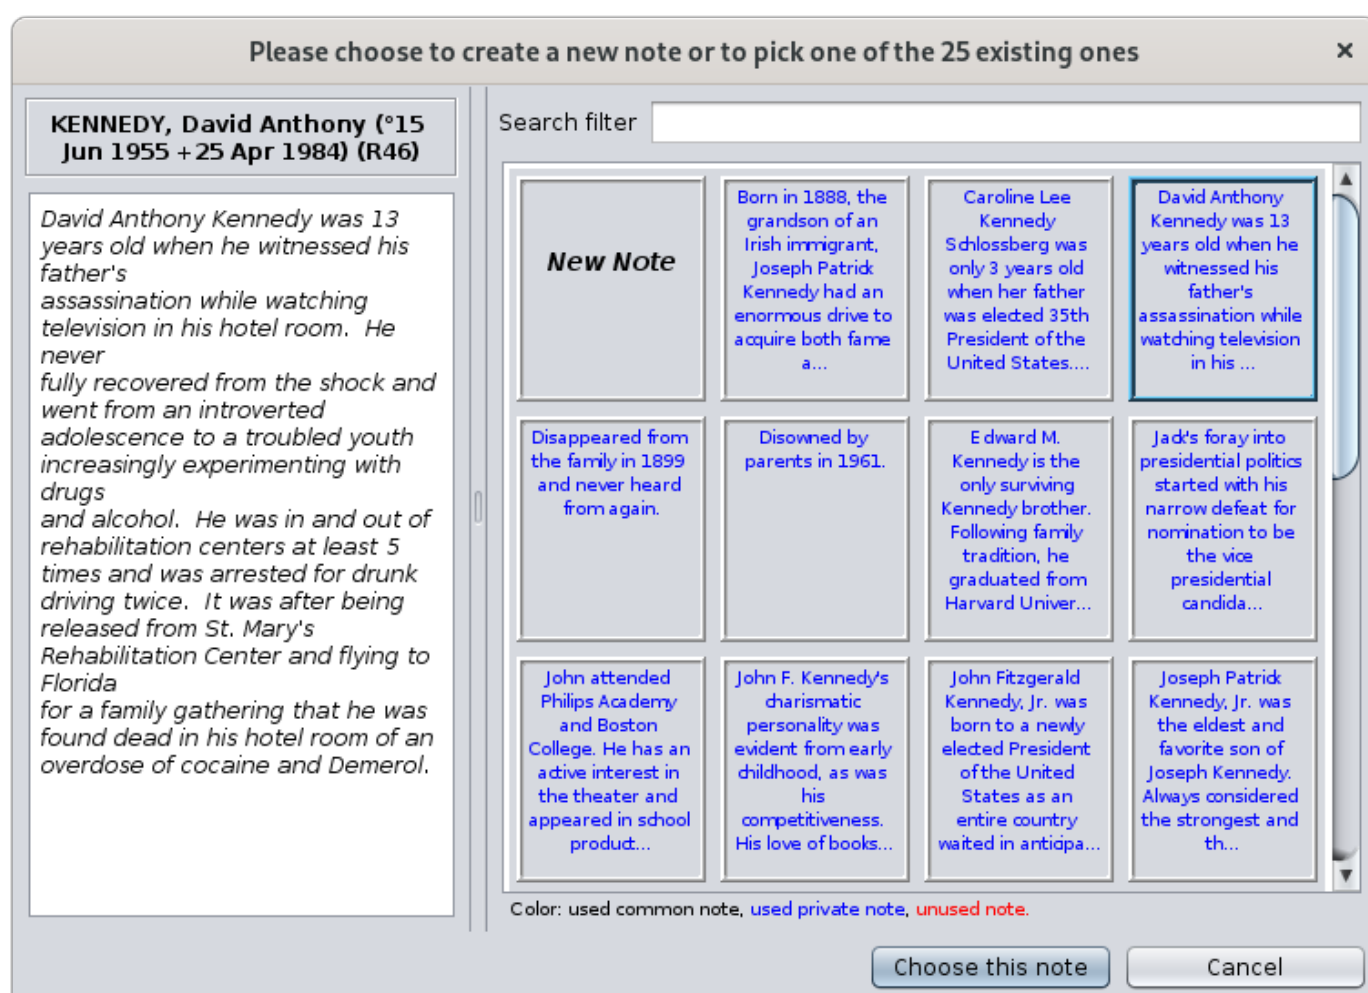 Please choose to create a new note or to pick one of the 25 existing ones
×
KENNEDY, David Anthony (°15
Jun 1955 +25 Apr 1984) (R46)
David Anthony Kennedy was 13
years old when he witnessed his
father's
assassination while watching
television in his hotel room.  He
never
fully recovered from the shock and
went from an introverted
adolescence to a troubled youth
increasingly experimenting with
drugs
and alcohol.  He was in and out of
rehabilitation centers at least 5
times and was arrested for drunk
driving twice.  It was after being
released from St. Mary's
Rehabilitation Center and flying to
Florida
for a family gathering that he was
found dead in his hotel room of an
overdose of cocaine and Demerol.
Search filter
New Note
Born in 1888, the
grandson of an
Irish immigrant,
Joseph Patrick
Kennedy had an
enormous drive to
acquire both fame
a...
Caroline Lee
Kennedy
Schlossberg was
only 3 years old
when her father
was elected 35th
President of the
United States....
David Anthony
Kennedy was 13
years old when he
witnessed his
father's
assassination while
watching television
in his ...
Disappeared from
the family in 1899
and never heard
from again.
Disowned by
parents in 1961.
Edward M.
Kennedy is the
only surviving
Kennedy brother.
Following family
tradition, he
graduated from
Harvard Univer...
Jack's foray into
presidential politics
started with his
narrow defeat for
nomination to be
the vice
presidential
candida...
John attended
Philips Academy
and Boston
College. He has an
active interest in
the theater and
appeared in school
product...
John F. Kennedy's
charismatic
personality was
evident from early
childhood, as was
his
competitiveness.
His love of books...
John Fitzgerald
Kennedy, Jr. was
born to a newly
elected President
of the United
States as an
entire country
waited in anticipa...
Joseph Patrick
Kennedy, Jr. was
the eldest and
favorite son of
Joseph Kennedy.
Always considered
the strongest and
th...
Color: used common note, used private note, unused note.
Choose this note
Cancel